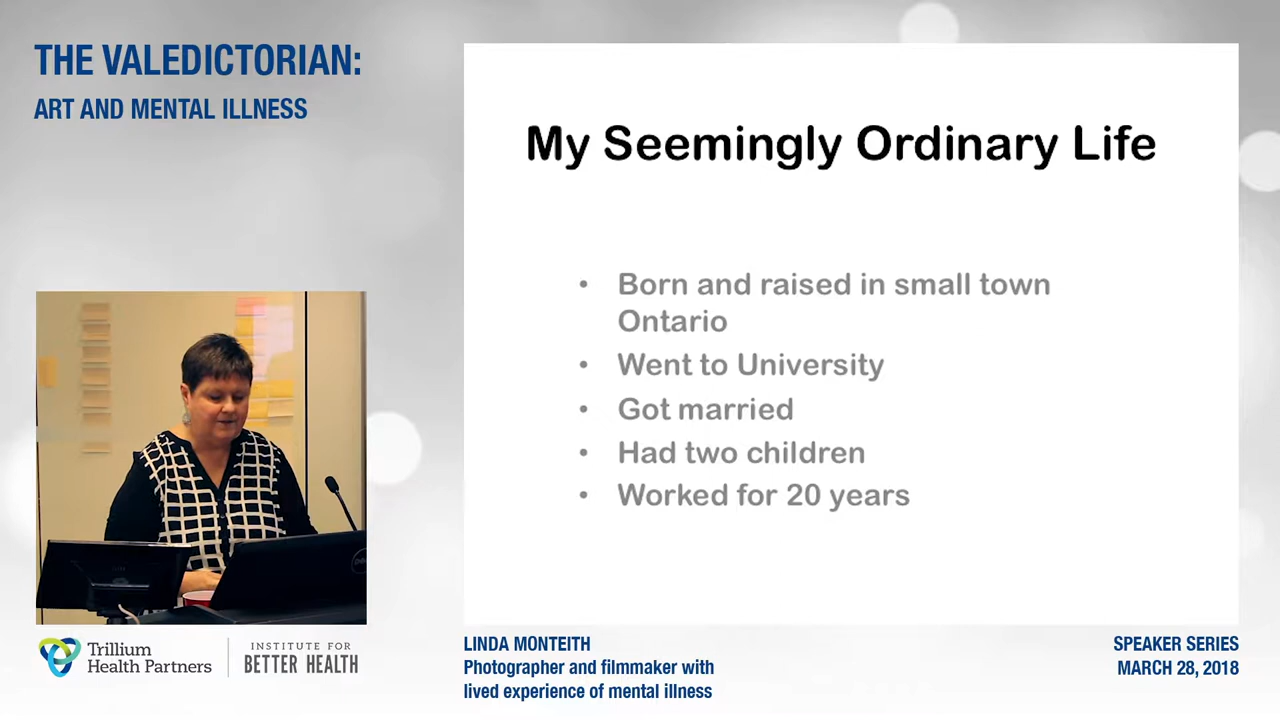 THE VALEDICTORIAN:
ART AND MENTAL ILLNESS
My Seemingly Ordinary Life
• Born and raised in small town
Ontario
• Went to University
• Got married
• Had two children
• Worked for 20 years
Trillium
Health Partners
INSTITUTE FOR
BETTER HEALTH
LINDA MONTEITH
Photographer and filmmaker with
lived experience of mental illness
SPEAKER SERIES
MARCH 28, 2018